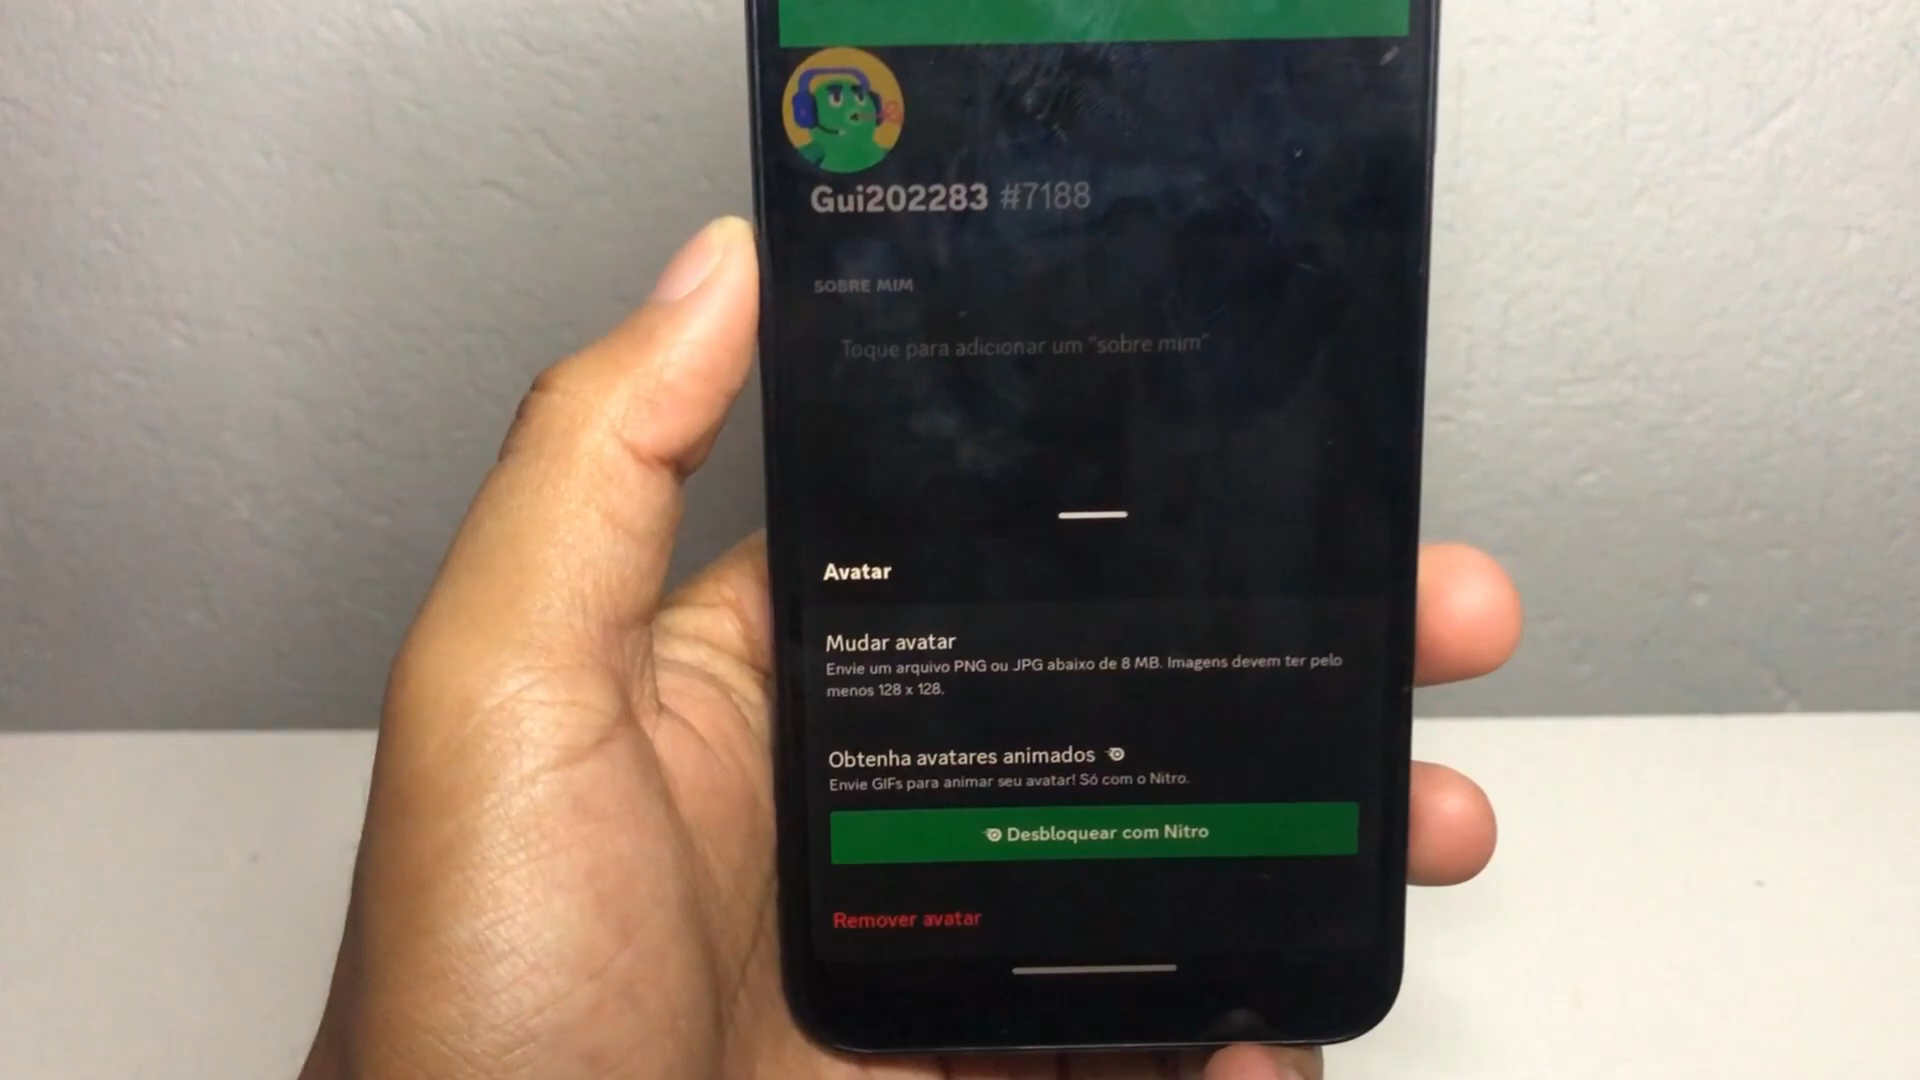 Gui202283 #7188
SOBRE MIM
Toque para adicionar um "sobre mim"
Avatar
Mudar avatar
Envie um arquivo PNG ou JPG abaixo de 8 MB. Imagens devem ter pelo
menos 128 x 128.
Obtenha avatares animados
Envie GIFs para animar seu avatar! Só com o Nitro.
Desbloquear com Nitro
Remover avatar